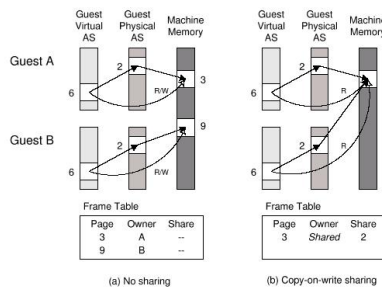 Guest Virtual AS
Guest Physical AS
Machine Memory
Guest Virtual AS
Guest Physical AS
Machine Memory
Guest A
2
3
2
6
R/W
6
R
9
Guest B
2
2
R
6
R/W
6
Frame Table
Frame Table
Page Owner Share
3 A --
9 B --
Page Owner Share
3 Shared 2
(a) No sharing
(b) Copy-on-write sharing